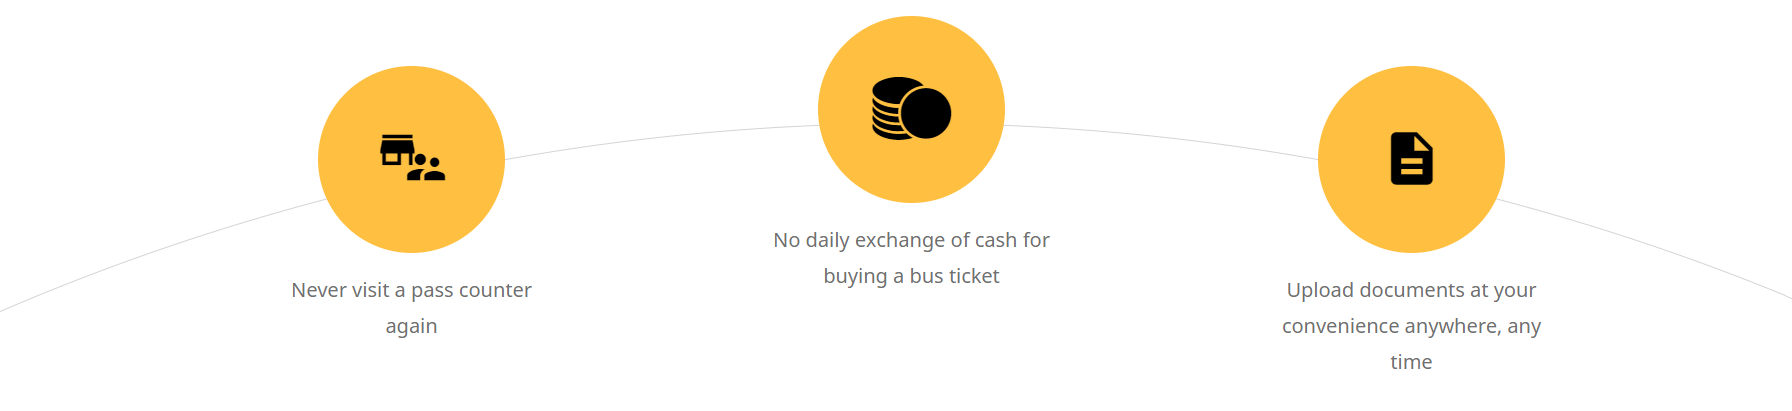 Never visit a pass counter
again
No daily exchange of cash for
buying a bus ticket
Upload documents at your
convenience anywhere, any
time